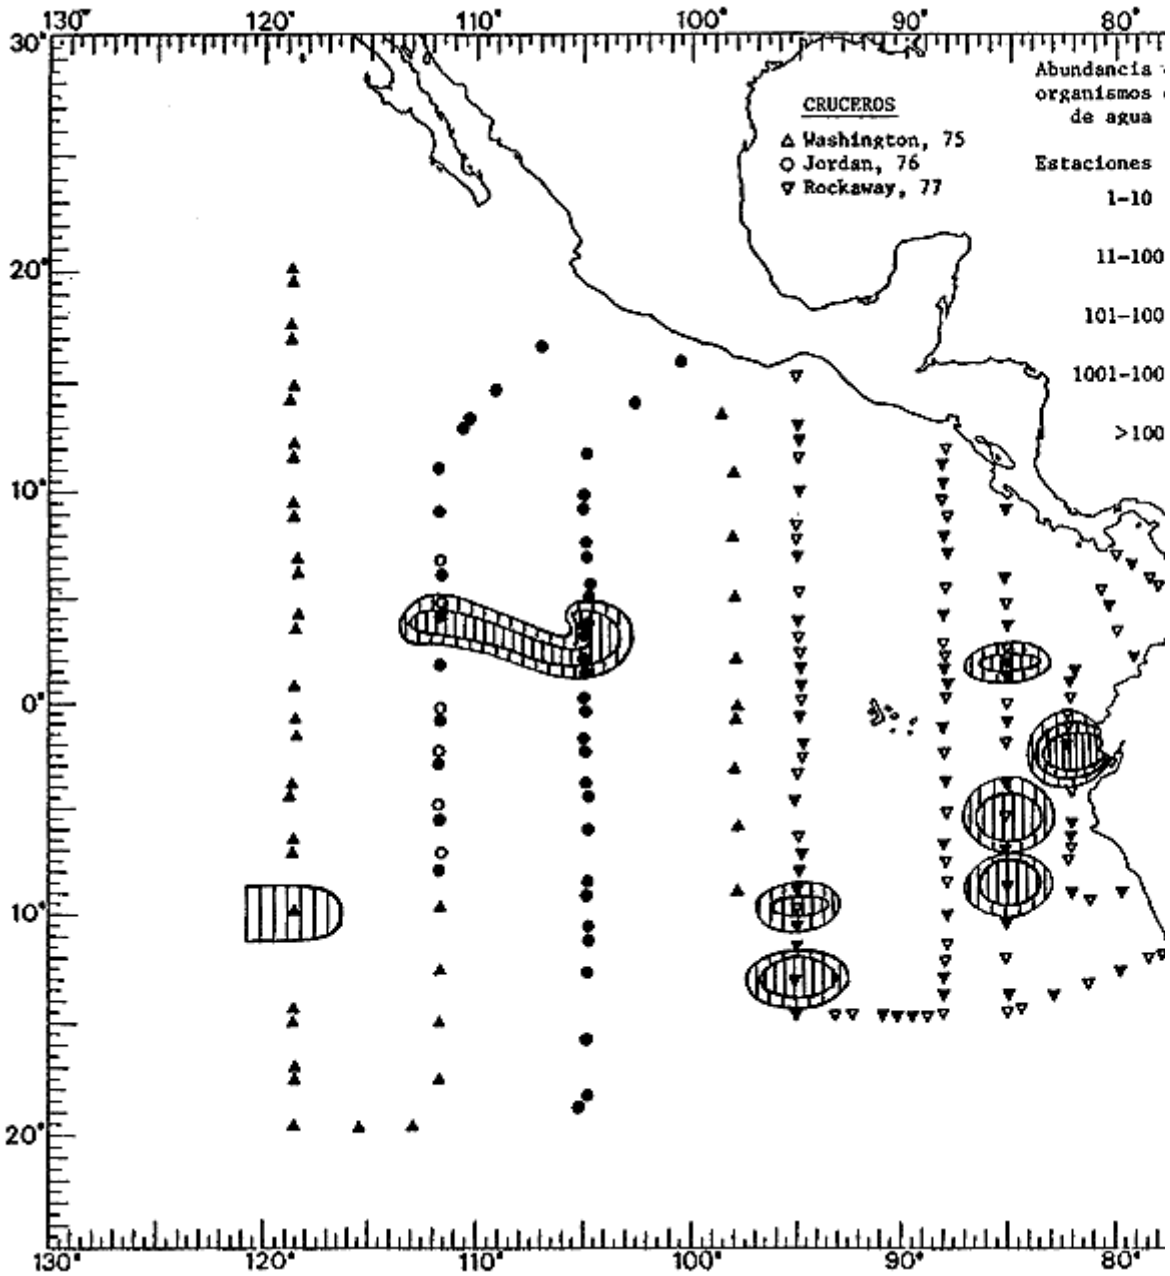 130° 120° 110° 100° 90° 80°
30°
20°
10°
0°
10°
20°
CRUCEROS
△ Washington, 75
○ Jordan, 76
▽ Rockaway, 77
Abundancia
organismos
de agua
Estaciones
1-10
11-100
101-100
1001-100
>100
130° 120° 110° 100° 90° 80°